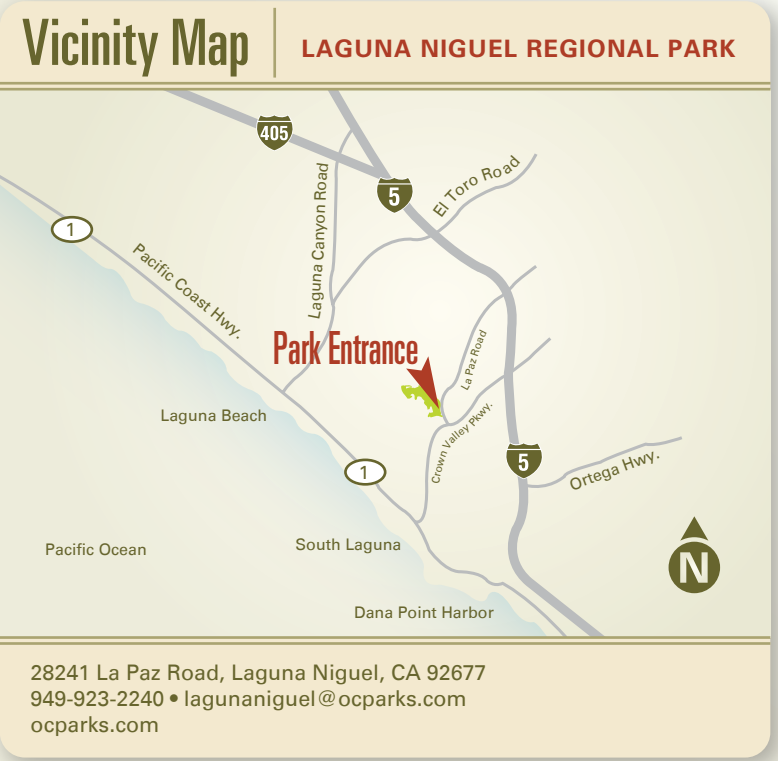 Vicinity Map
LAGUNA NIGUEL REGIONAL PARK
405
5
El Toro Road
Laguna Canyon Road
1
Pacific Coast Hwy.
Park Entrance
La Paz Road
Crown Valley Pkwy.
Laguna Beach
1
5
Ortega Hwy.
Pacific Ocean
South Laguna
N
Dana Point Harbor
28241 La Paz Road, Laguna Niguel, CA 92677
949-923-2240 • lagunaniguel@ocparks.com
ocparks.com